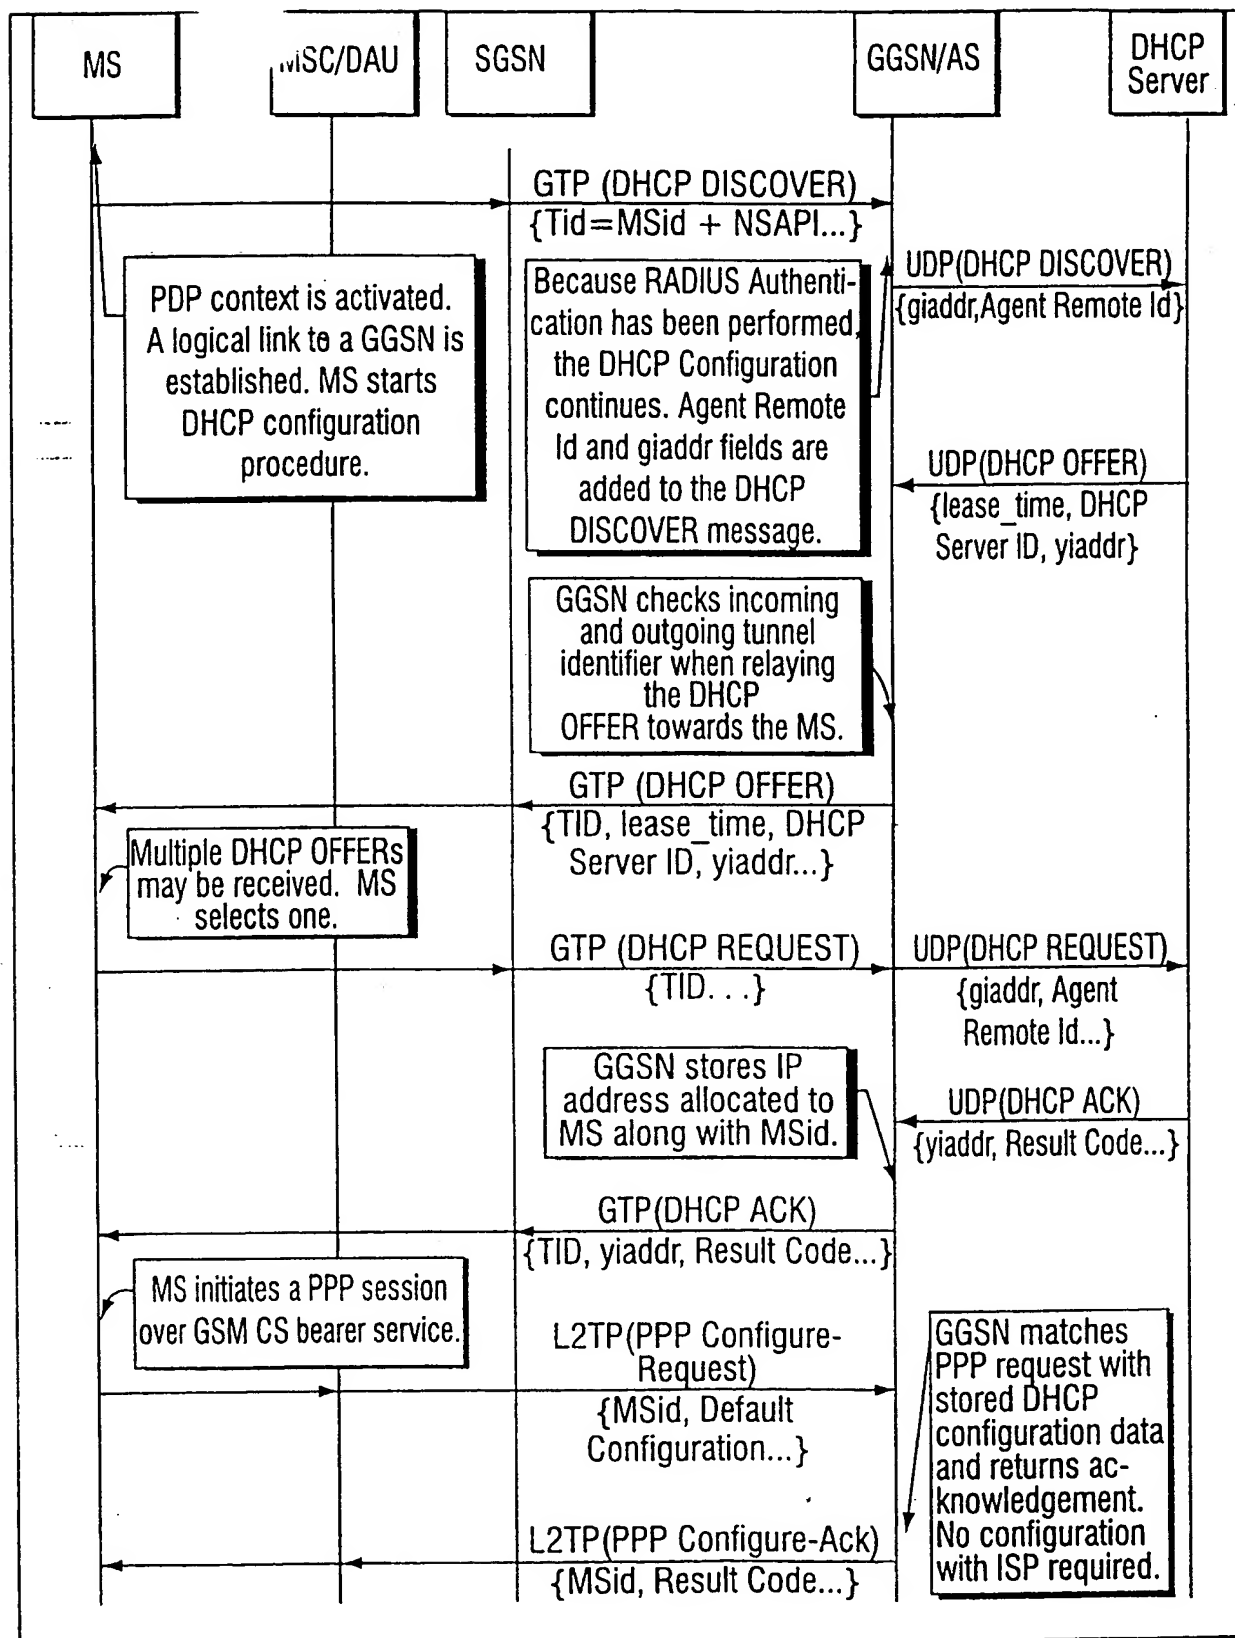 MS
MSC/DAU
SGSN
GGSN/AS
DHCP
Server
GTP (DHCP DISCOVER)
{Tid=MSid + NSAPI...}
PDP context is activated.
A logical link to a GGSN is
established. MS starts
DHCP configuration
procedure.
Because RADIUS Authenti-
cation has been performed,
the DHCP Configuration
continues. Agent Remote
Id and giaddr fields are
added to the DHCP
DISCOVER message.
UDP(DHCP DISCOVER)
{giaddr,Agent Remote Id}
UDP(DHCP OFFER)
{lease_time, DHCP
Server ID, yiaddr}
GGSN checks incoming
and outgoing tunnel
identifier when relaying
the DHCP
OFFER towards the MS.
GTP (DHCP OFFER)
{TID, lease_time, DHCP
Server ID, yiaddr...}
Multiple DHCP OFFERs
may be received. MS
selects one.
GTP (DHCP REQUEST)
{TID. . .}
UDP(DHCP REQUEST)
{giaddr, Agent
Remote Id...}
GGSN stores IP
address allocated to
MS along with MSid.
UDP(DHCP ACK)
{yiaddr, Result Code...}
GTP(DHCP ACK)
{TID, yiaddr, Result Code...}
MS initiates a PPP session
over GSM CS bearer service.
L2TP(PPP Configure-
Request)
{MSid, Default
Configuration...}
GGSN matches
PPP request with
stored DHCP
configuration data
and returns ac-
knowledgement.
No configuration
with ISP required.
L2TP(PPP Configure-Ack)
{MSid, Result Code...}